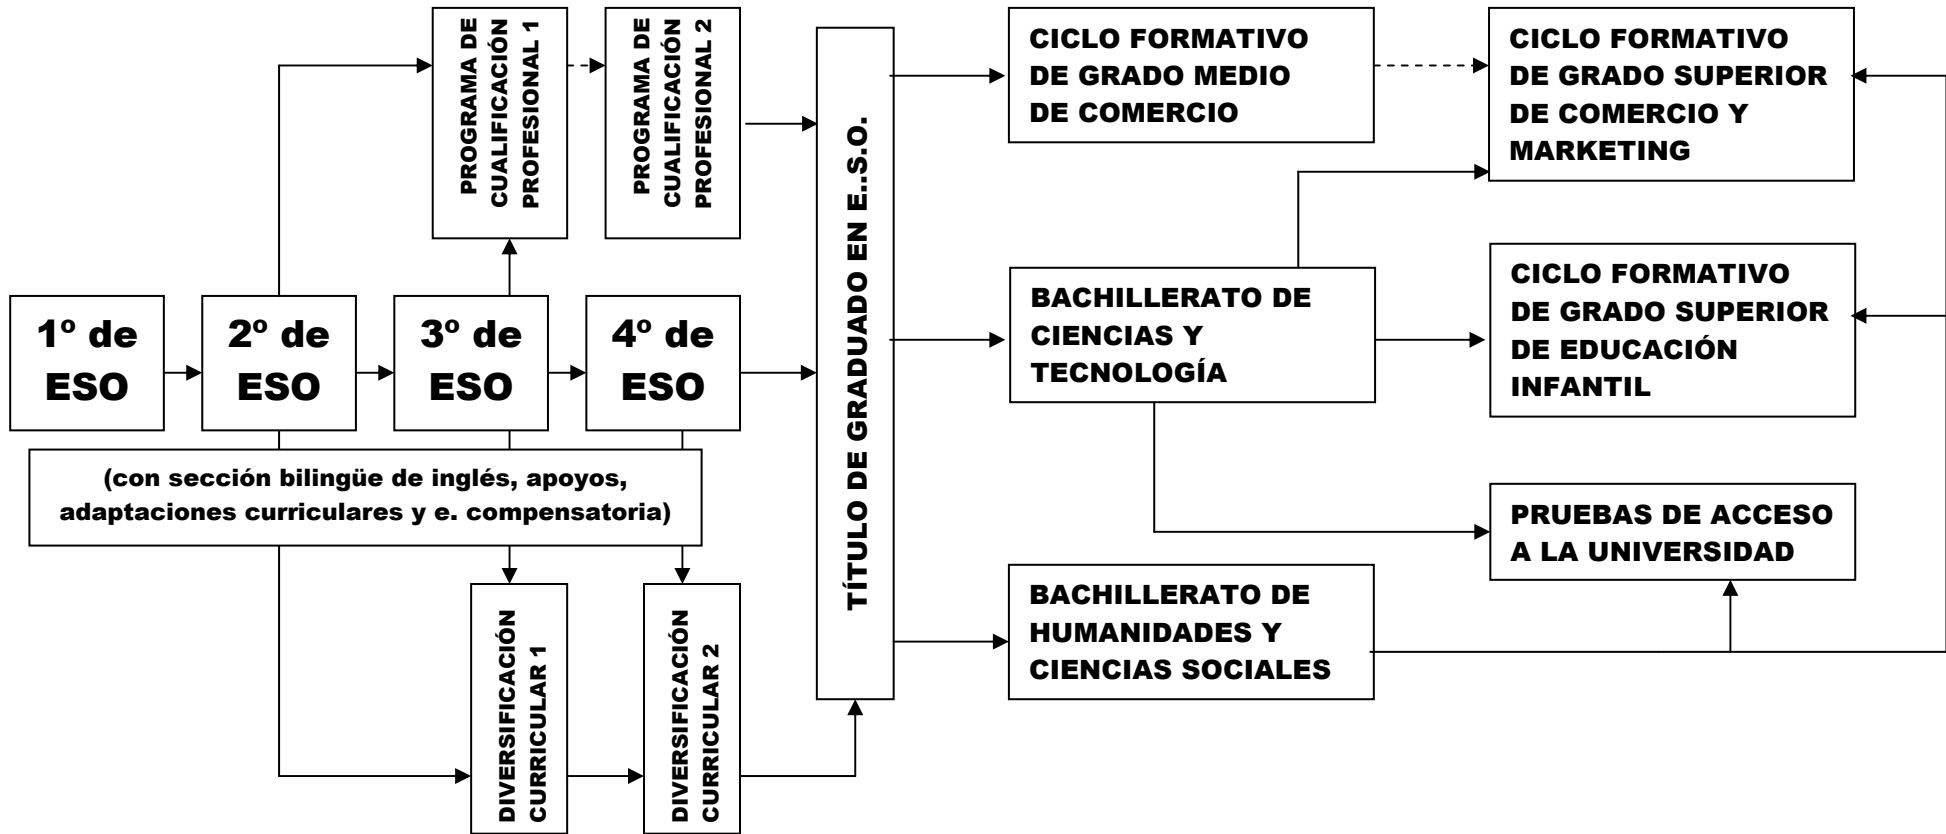 PROGRAMA DE
CUALIFICACIÓN
PROFESIONAL 1
PROGRAMA DE
CUALIFICACIÓN
PROFESIONAL 2
1º de
ESO
2º de
ESO
3º de
ESO
4º de
ESO
(con sección bilingüe de inglés, apoyos,
adaptaciones curriculares y e. compensatoria)
DIVERSIFICACIÓN
CURRICULAR 1
DIVERSIFICACIÓN
CURRICULAR 2
TÍTULO DE GRADUADO EN E..S.O.
CICLO FORMATIVO
DE GRADO MEDIO
DE COMERCIO
BACHILLERATO DE
CIENCIAS Y
TECNOLOGÍA
BACHILLERATO DE
HUMANIDADES Y
CIENCIAS SOCIALES
CICLO FORMATIVO
DE GRADO SUPERIOR
DE COMERCIO Y
MARKETING
CICLO FORMATIVO
DE GRADO SUPERIOR
DE EDUCACIÓN
INFANTIL
PRUEBAS DE ACCESO
A LA UNIVERSIDAD